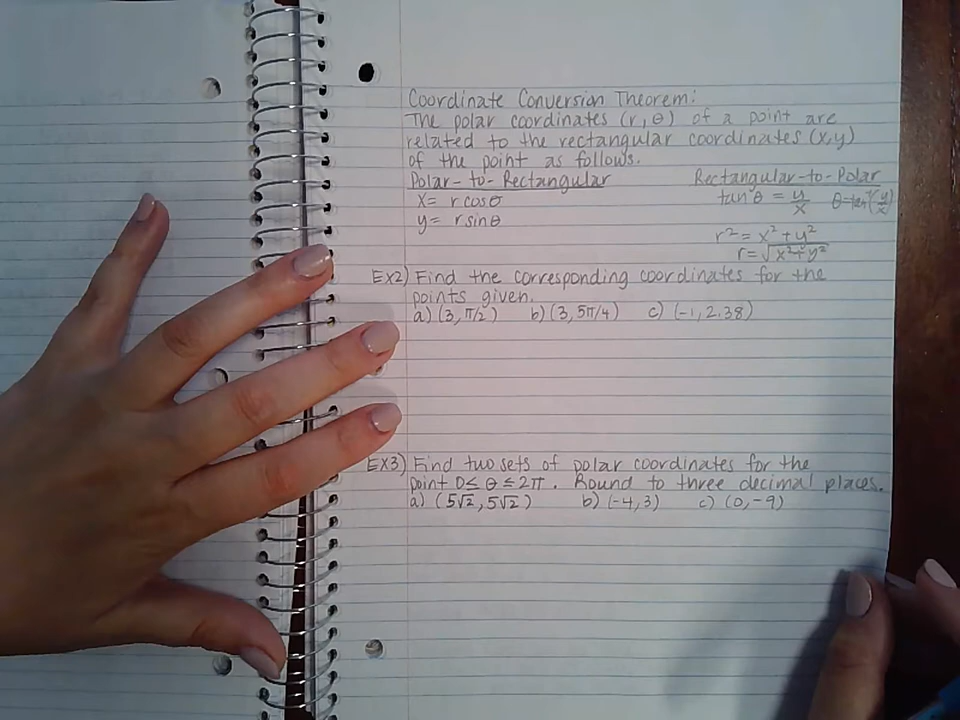 Coordinate Conversion Theorem:
The polar coordinates (r, θ) of a point are
related to the rectangular coordinates (x,y)
of the point as follows.
Polar-to-Rectangular
x= r cosθ
y= r sinθ
Rectangular-to-Polar
tan θ = y/x θ=tan⁻¹(y/x)
r² = x² + y²
r = √x²+y²
Ex2) Find the corresponding coordinates for the
points given.
a) (3, π/2) b) (3, 5π/4) c) (-1, 2.38)
Ex3) Find two sets of polar coordinates for the
point 0≤ θ ≤ 2π. Round to three decimal places.
a) (5√2, 5√2) b) (-4, 3) c) (0, -9)